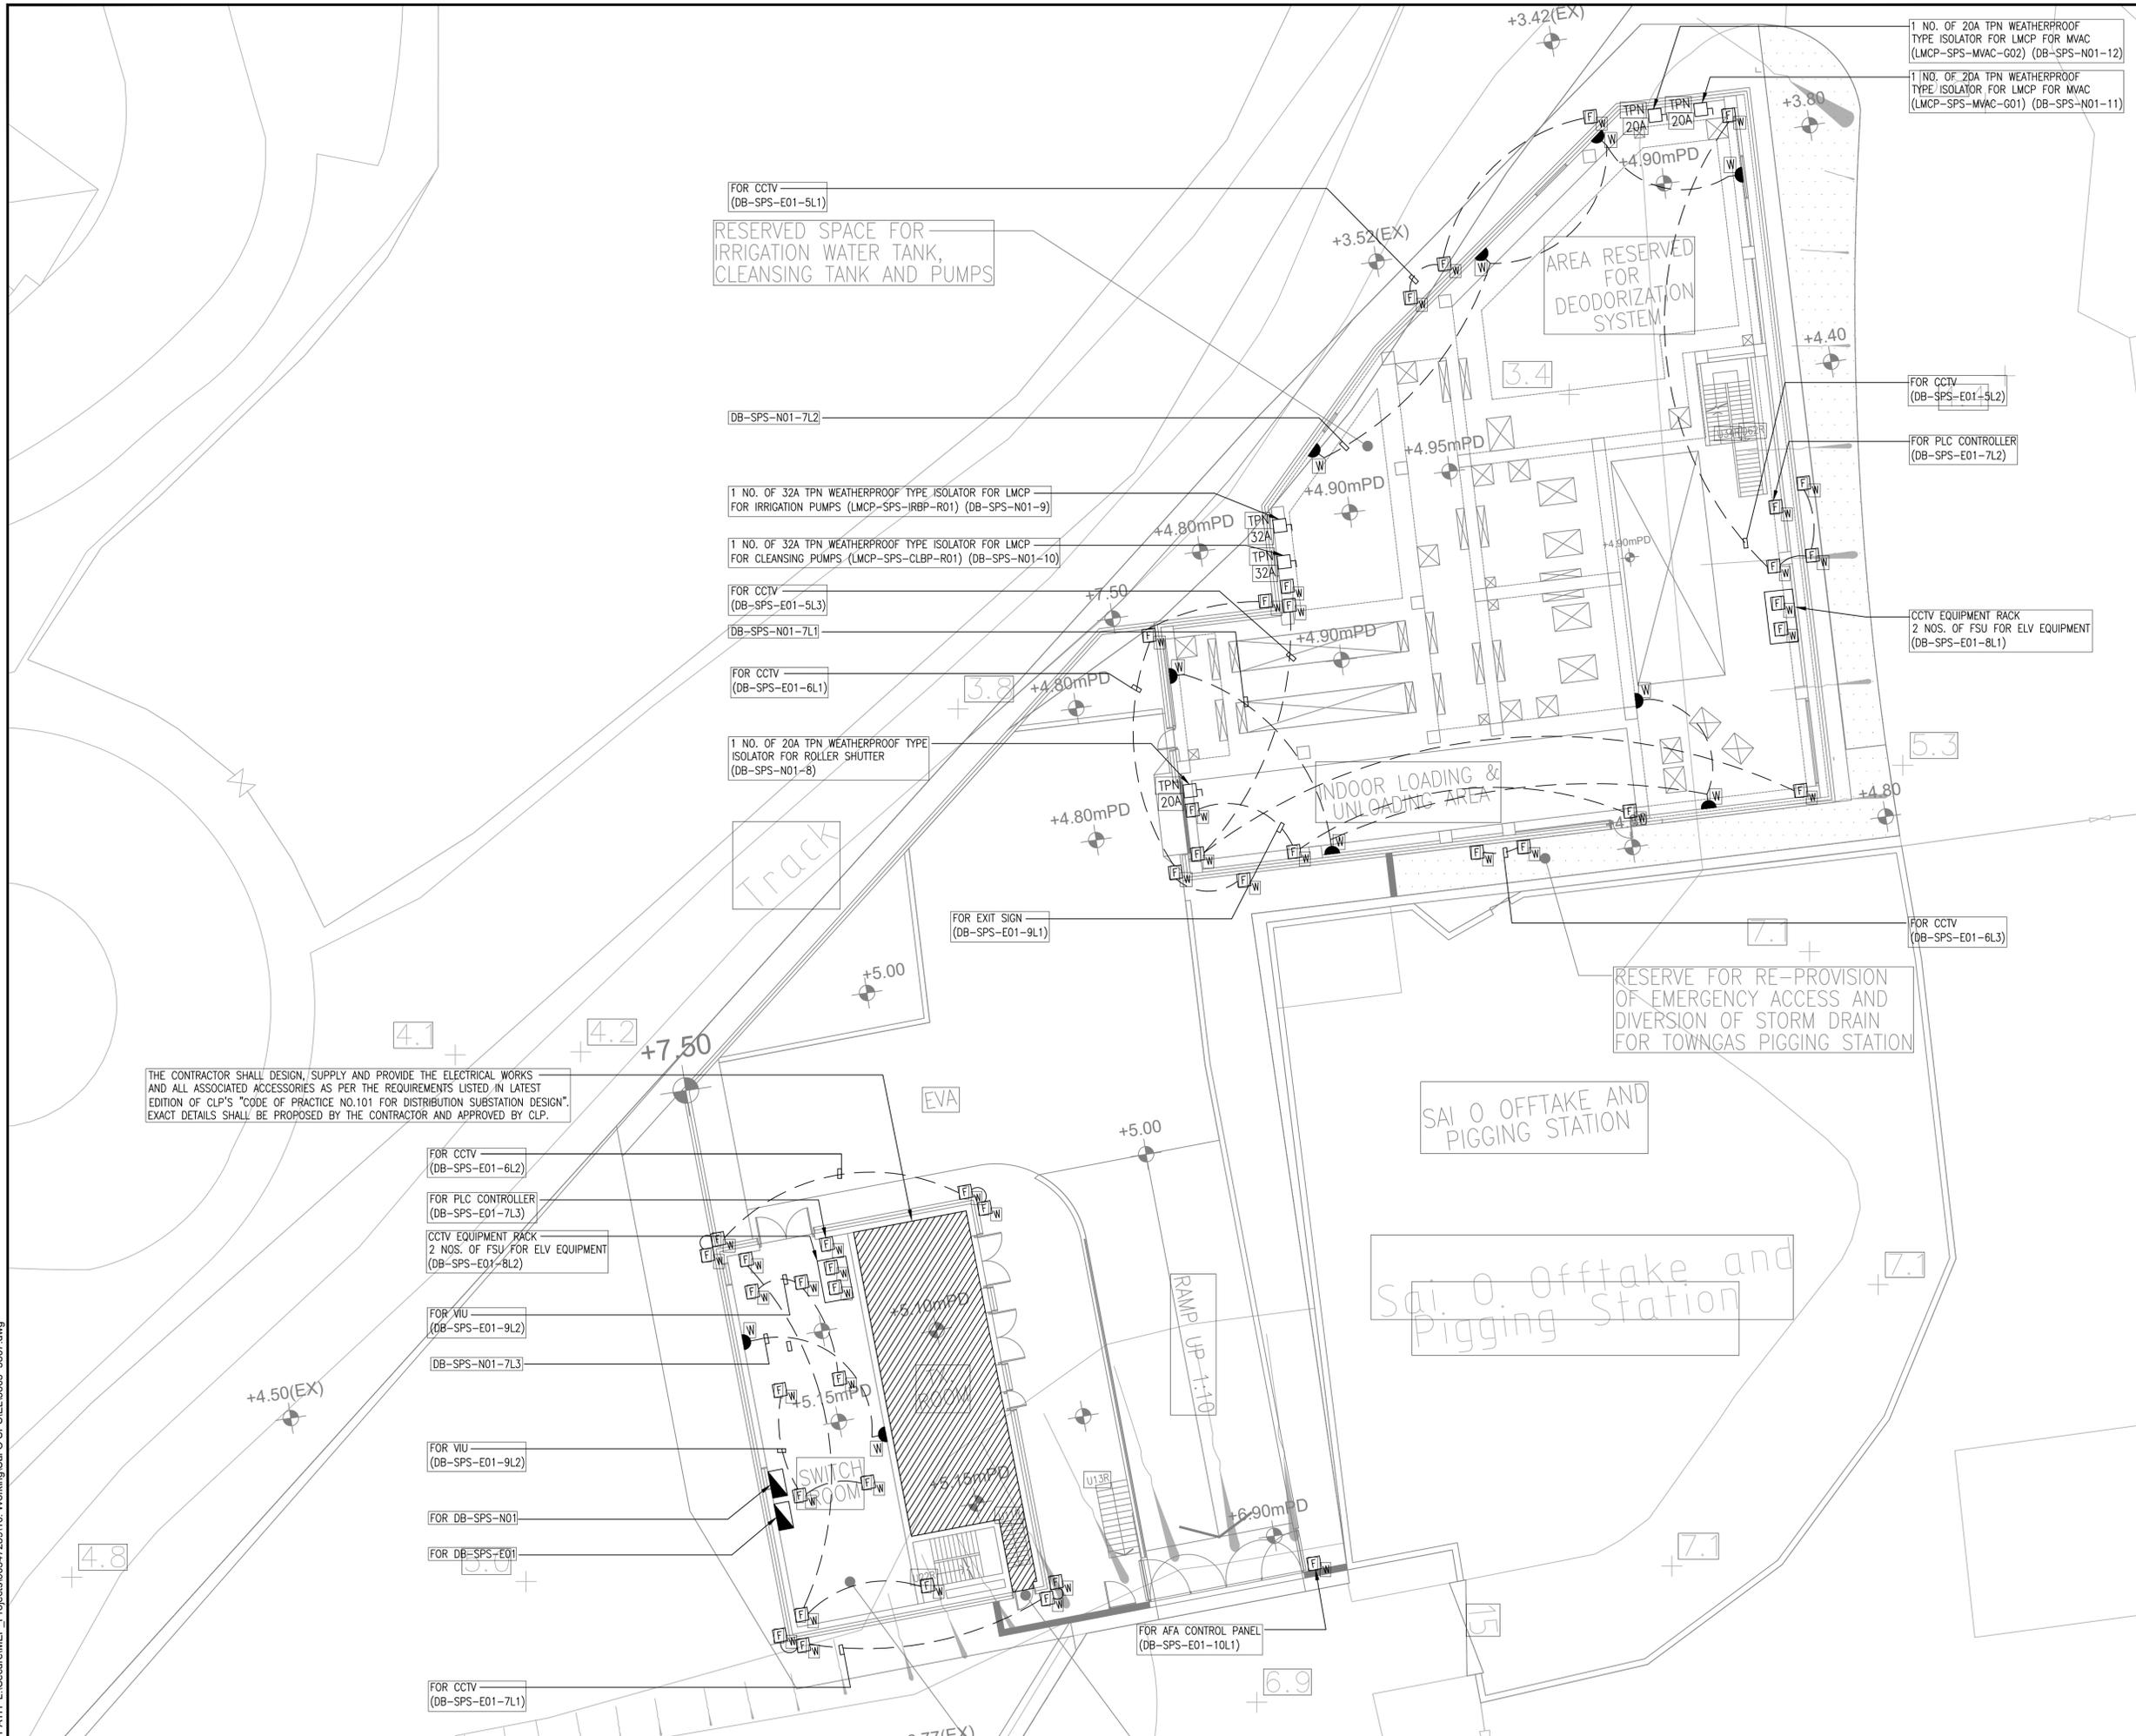 +3.42(EX)
1 NO. OF 20A TPN WEATHERPROOF
TYPE ISOLATOR FOR LMCP FOR MVAC
(LMCP-SPS-MVAC-G02) (DB-SPS-N01-12)
1 NO. OF 20A TPN WEATHERPROOF
TYPE ISOLATOR FOR LMCP FOR MVAC
(LMCP-SPS-MVAC-G01) (DB-SPS-N01-11)
+3.80
TPN
20A
TPN
20A
+4.90mPD
FOR CCTV
(DB-SPS-E01-5L1)
RESERVED SPACE FOR
IRRIGATION WATER TANK,
CLEANSING TANK AND PUMPS
+3.52(EX)
AREA RESERVED
FOR
DEODORIZATION
SYSTEM
+4.40
3.4
FOR CCTV
(DB-SPS-E01-5L2)
4.4
DB-SPS-N01-7L2
FOR PLC CONTROLLER
(DB-SPS-E01-7L2)
+4.95mPD
+4.90mPD
1 NO. OF 32A TPN WEATHERPROOF TYPE ISOLATOR FOR LMCP
FOR IRRIGATION PUMPS (LMCP-SPS-IRBP-R01) (DB-SPS-N01-9)
TPN
32A
+4.80mPD
+4.90mPD
1 NO. OF 32A TPN WEATHERPROOF TYPE ISOLATOR FOR LMCP
FOR CLEANSING PUMPS (LMCP-SPS-CLBP-R01) (DB-SPS-N01-10)
TPN
32A
FOR CCTV
(DB-SPS-E01-5L3)
+7.50
CCTV EQUIPMENT RACK
2 NOS. OF FSU FOR ELV EQUIPMENT
(DB-SPS-E01-8L1)
DB-SPS-N01-7L1
+4.90mPD
FOR CCTV
(DB-SPS-E01-6L1)
3.8
+4.80mPD
1 NO. OF 20A TPN WEATHERPROOF TYPE
ISOLATOR FOR ROLLER SHUTTER
(DB-SPS-N01-8)
5.3
TPN
20A
INDOOR LOADING &
UNLOADING AREA
+4.80
+4.80mPD
Track
FOR EXIT SIGN
(DB-SPS-E01-9L1)
FOR CCTV
(DB-SPS-E01-6L3)
7.1
RESERVE FOR RE-PROVISION
OF EMERGENCY ACCESS AND
DIVERSION OF STORM DRAIN
FOR TOWNGAS PIGGING STATION
+5.00
4.1
4.2
+7.50
THE CONTRACTOR SHALL DESIGN, SUPPLY AND PROVIDE THE ELECTRICAL WORKS
AND ALL ASSOCIATED ACCESSORIES AS PER THE REQUIREMENTS LISTED IN LATEST
EDITION OF CLP'S "CODE OF PRACTICE NO.101 FOR DISTRIBUTION SUBSTATION DESIGN".
EXACT DETAILS SHALL BE PROPOSED BY THE CONTRACTOR AND APPROVED BY CLP.
EVA
SAI O OFFTAKE AND
PIGGING STATION
+5.00
FOR CCTV
(DB-SPS-E01-6L2)
FOR PLC CONTROLLER
(DB-SPS-E01-7L3)
CCTV EQUIPMENT RACK
2 NOS. OF FSU FOR ELV EQUIPMENT
(DB-SPS-E01-8L2)
Sai O Offtake and
Pigging Station
7.1
RAMP UP 1:10
+5.10mPD
FOR VIU
(DB-SPS-E01-9L2)
DB-SPS-N01-7L3
TX
ROOM
+4.50(EX)
+5.15mPD
FOR VIU
(DB-SPS-E01-9L2)
SWITCH
ROOM
+5.15mPD
U13R
FOR DB-SPS-N01
+6.90mPD
FOR DB-SPS-E01
4.8
7.1
FOR AFA CONTROL PANEL
(DB-SPS-E01-10L1)
15
FOR CCTV
(DB-SPS-E01-7L1)
6.9